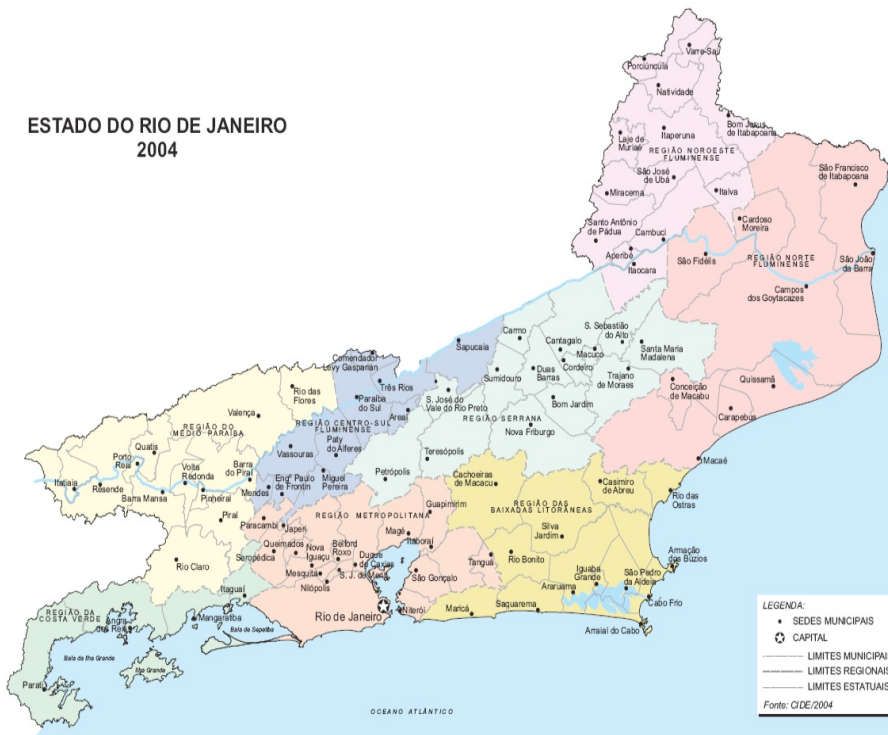 ESTADO DO RIO DE JANEIRO
2004
Varre-Sai
Porciúncula
Natividade
Bom Jesus
de Itabapoana
Laje de
Muriaé
Itaperuna
REGIÃO NOROESTE
FLUMINENSE
São José
de Ubá
Miracema
Italva
São Francisco
de Itabapoana
Santo Antônio
de Pádua
Cambuci
Cardoso
Moreira
Aperibé
Itaocara
São Fidélis
REGIÃO NORTE
FLUMINENSE
São João
da Barra
Campos
dos Goytacazes
Comendador
Levy Gasparian
Sapucaia
Carmo
Cantagalo
S. Sebastião
do Alto
Macuco
Cordeiro
Santa Maria
Madalena
Três Rios
Sumidouro
Duas
Barras
Trajano
de Moraes
Rio das
Flores
Paraíba
do Sul
Areal
S. José do
Vale do Rio Preto
Bom Jardim
Conceição
de Macabu
Quissamã
Carapebus
Valença
REGIÃO CENTRO-SUL
FLUMINENSE
REGIÃO SERRANA
Nova Friburgo
REGIÃO DO
MÉDIO PARAÍBA
Paty
do Alferes
Vassouras
Teresópolis
Macaé
Quatis
Porto
Real
Volta
Redonda
Barra
do Piraí
Mendes
Engº Paulo
de Frontin
Miguel
Pereira
Petrópolis
Cachoeiras
de Macacu
Casimiro
de Abreu
Rio das
Ostras
Itatiaia
Resende
Barra Mansa
Pinheiral
Piraí
Paracambi
Japeri
REGIÃO METROPOLITANA
Guapimirim
REGIÃO DAS
BAIXADAS LITORÂNEAS
Magé
Itaboraí
Silva
Jardim
Queimados
Seropédica
Nova
Iguaçu
Belford
Roxo
Duque
de Caxias
Mesquita
S. J. de Meriti
Nilópolis
São Gonçalo
Tanguá
Rio Bonito
Armação
dos Búzios
Rio Claro
Iguaba
Grande
São Pedro
da Aldeia
Araruama
Itaguaí
Rio de Janeiro
Niterói
Maricá
Saquarema
Cabo Frio
Arraial do Cabo
REGIÃO DA
COSTA VERDE
Angra
dos Reis
Mangaratiba
Baía de Sepetiba
Baía da Ilha Grande
Ilha Grande
Parati
OCEANO ATLÂNTICO
LEGENDA:
SEDES MUNICIPAIS
CAPITAL
LIMITES MUNICIPAIS
LIMITES REGIONAIS
LIMITES ESTATUAIS
Fonte: CIDE/2004